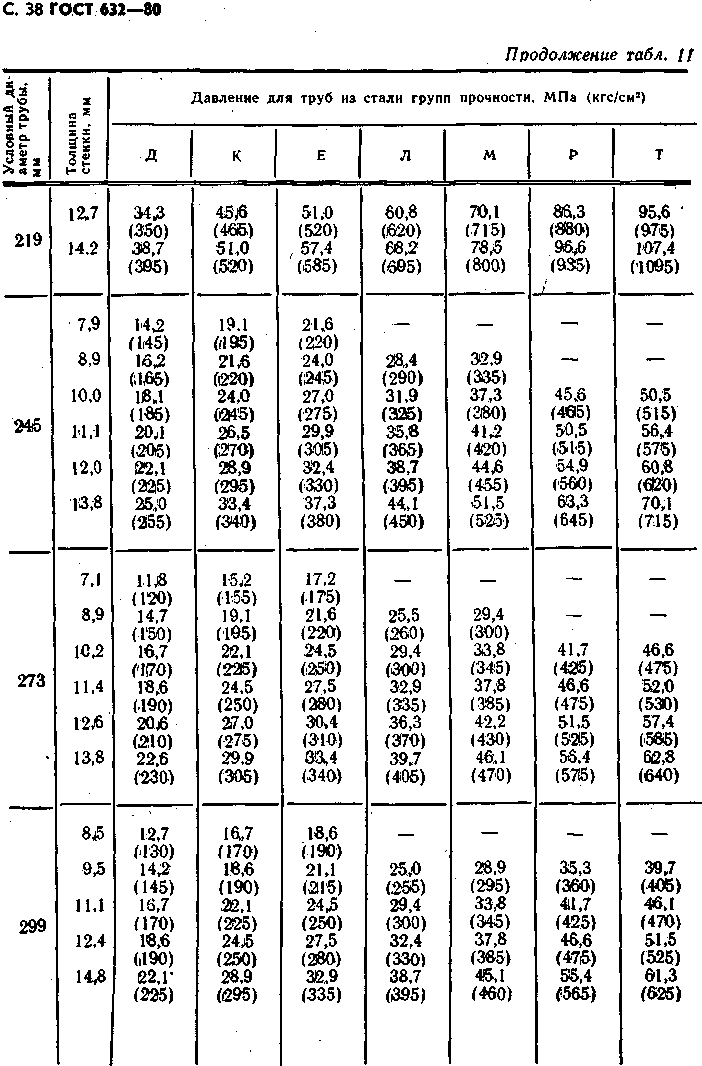 С. 38 ГОСТ 632—80
Продолжение табл. 11
Условный диаметр трубы, мм
Толщина стенки, мм
Давление для труб из стали групп прочности, МПа (кгс/см²)
Д К Е Л М Р Т
12,7 34,3 45,6 51,0 60,8 70,1 86,3 95,6
(350) (465) (520) (620) (715) (880) (975)
219 14,2 38,7 51,0 57,4 68,2 78,5 96,6 107,4
(395) (520) (585) (695) (800) (935) (1095)
7,9 14,2 19,1 21,6 — — — —
(145) (195) (220)
8,9 16,2 21,6 24,0 28,4 32,9 — —
(165) (220) (245) (290) (335)
10,0 18,1 24,0 27,0 31,9 37,3 45,6 50,5
(185) (245) (275) (325) (380) (465) (515)
245 11,1 20,1 26,5 29,9 35,8 41,2 50,5 56,4
(205) (270) (305) (365) (420) (515) (575)
12,0 22,1 28,9 32,4 38,7 44,6 54,9 60,8
(225) (295) (330) (395) (455) (560) (620)
13,8 25,0 33,4 37,3 44,1 51,5 63,3 70,1
(255) (340) (380) (450) (525) (645) (715)
7,1 11,8 15,2 17,2 — — — —
(120) (155) (175)
8,9 14,7 19,1 21,6 25,5 29,4 — —
(150) (195) (220) (260) (300)
10,2 16,7 22,1 24,5 29,4 33,8 41,7 46,6
(170) (225) (250) (300) (345) (425) (475)
273 11,4 18,6 24,5 27,5 32,9 37,8 46,6 52,0
(190) (250) (280) (335) (385) (475) (530)
12,6 20,6 27,0 30,4 36,3 42,2 51,5 57,4
(210) (275) (310) (370) (430) (525) (585)
13,8 22,6 29,9 33,4 39,7 46,1 56,4 62,8
(230) (305) (340) (405) (470) (575) (640)
8,5 12,7 16,7 18,6 — — — —
(130) (170) (190)
9,5 14,2 18,6 21,1 25,0 28,9 35,3 39,7
(145) (190) (215) (255) (295) (360) (405)
11,1 16,7 22,1 24,5 29,4 33,8 41,7 46,1
(170) (225) (250) (300) (345) (425) (470)
299 12,4 18,6 24,5 27,5 32,4 37,8 46,6 51,5
(190) (250) (280) (330) (385) (475) (525)
14,8 22,1 28,9 32,9 38,7 45,1 55,4 61,3
(225) (295) (335) (395) (460) (565) (625)